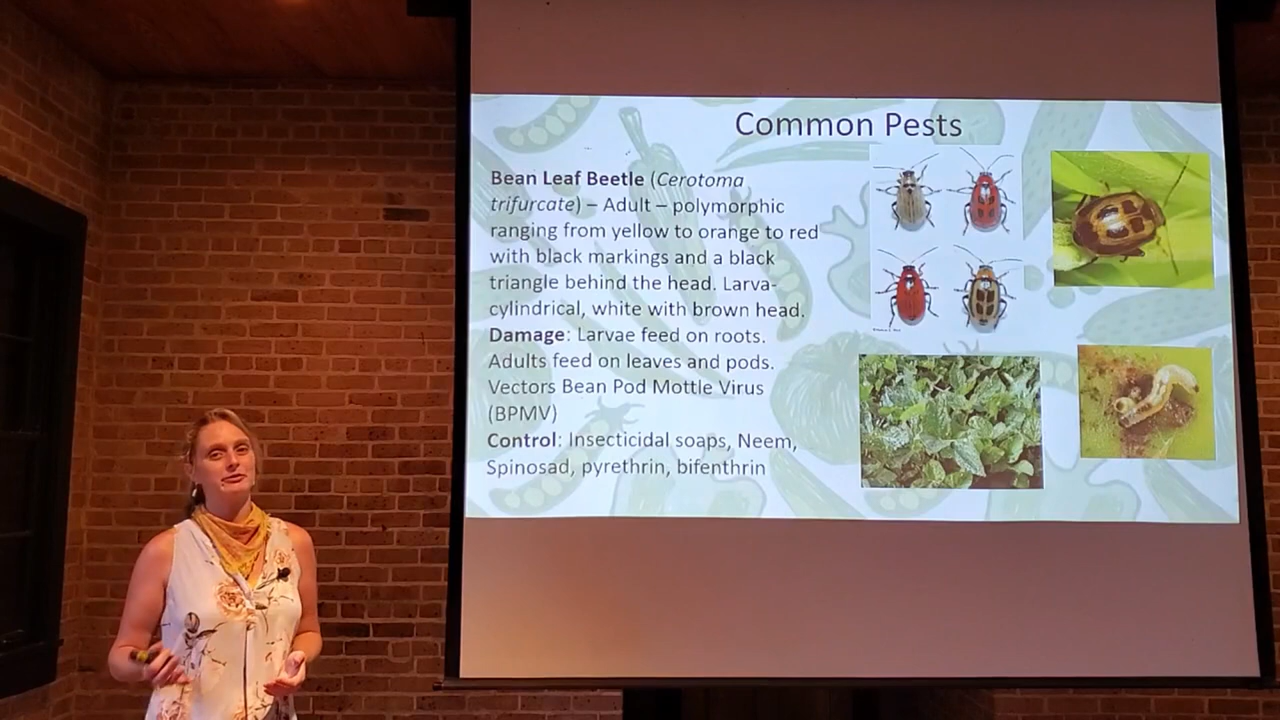 Common Pests
Bean Leaf Beetle (Cerotoma
trifurcate) – Adult – polymorphic
ranging from yellow to orange to red
with black markings and a black
triangle behind the head. Larva-
cylindrical, white with brown head.
Damage: Larvae feed on roots.
Adults feed on leaves and pods.
Vectors Bean Pod Mottle Virus
(BPMV)
Control: Insecticidal soaps, Neem,
Spinosad, pyrethrin, bifenthrin